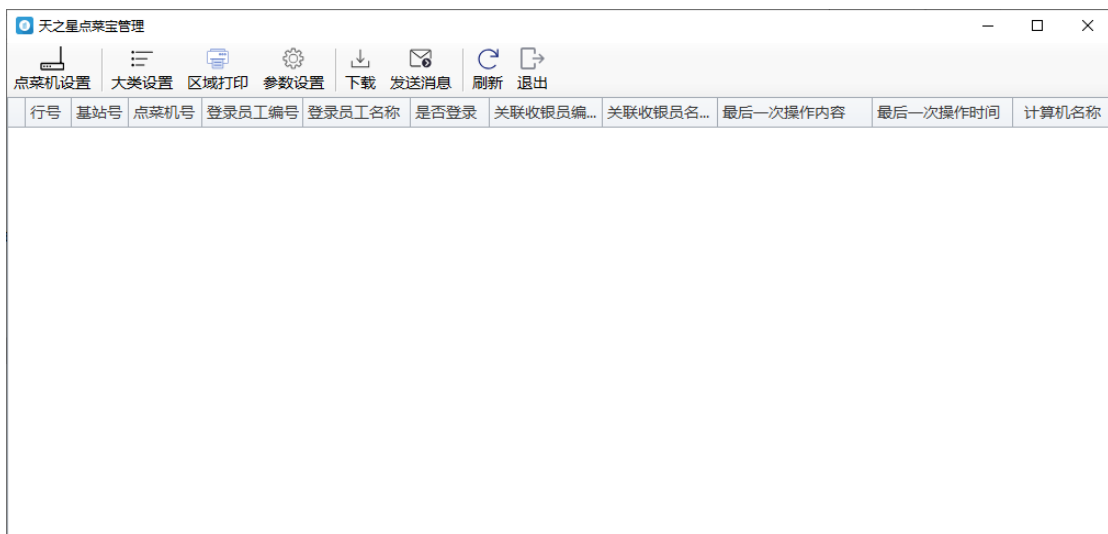 天之星点菜宝管理
点菜机设置 大类设置 区域打印 参数设置 下载 发送消息 刷新 退出
行号 基站号 点菜机号 登录员工编号 登录员工名称 是否登录 关联收银员编... 关联收银员名... 最后一次操作内容 最后一次操作时间 计算机名称